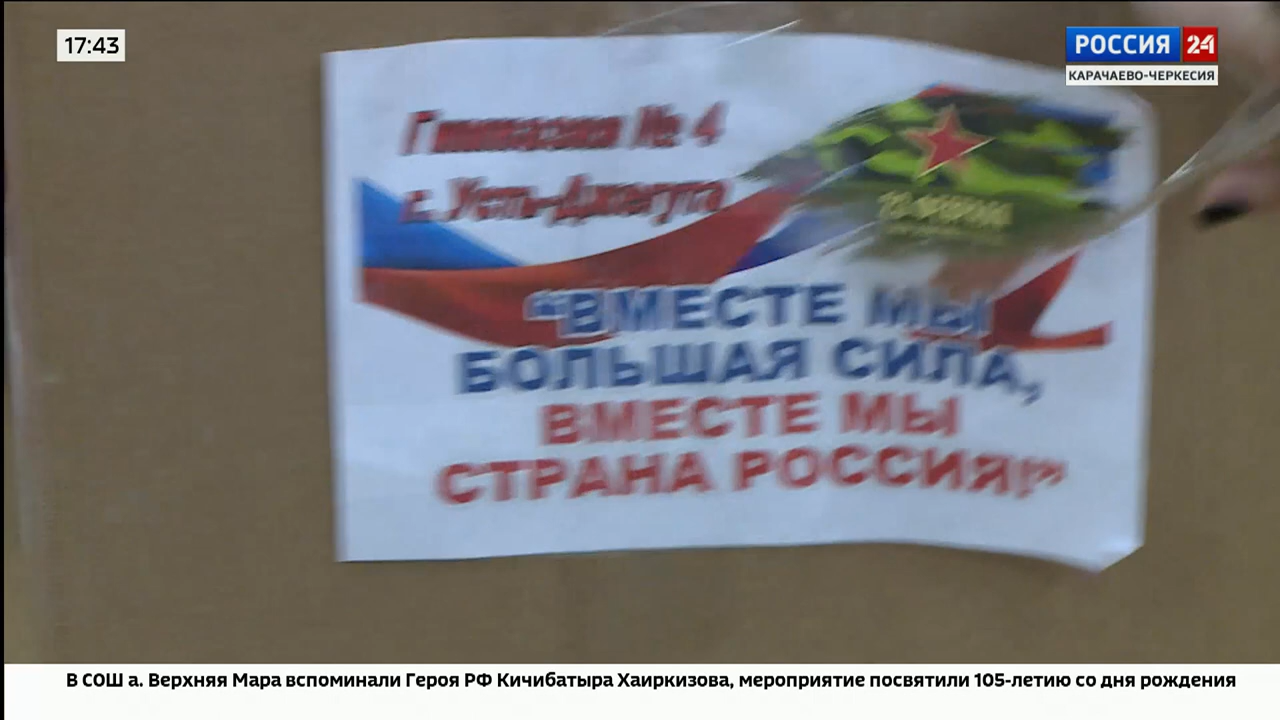 17:43
РОССИЯ 24
КАРАЧАЕВО-ЧЕРКЕСИЯ
Гимназия № 4
г. Усть-Джегута
“ВМЕСТЕ МЫ
БОЛЬШАЯ СИЛА,
ВМЕСТЕ МЫ
СТРАНА РОССИЯ!”
В СОШ а. Верхняя Мара вспоминали Героя РФ Кичибатыра Хаиркизова, мероприятие посвятили 105-летию со дня рождения